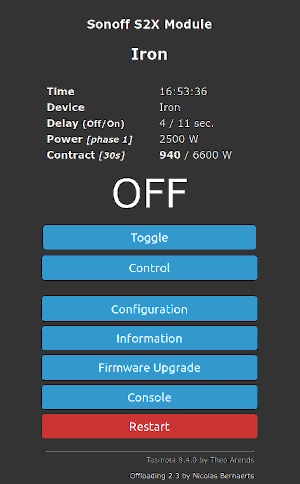 Sonoff S2X Module
Iron
Time 16:53:36
Device Iron
Delay (Off/On) 4 / 11 sec.
Power [phase 1] 2500 W
Contract [30s] 940 / 6600 W
OFF
Toggle
Control
Configuration
Information
Firmware Upgrade
Console
Restart
Tasmota 8.4.0 by Theo Arends
Offloading 2.3 by Nicolas Bernaerts